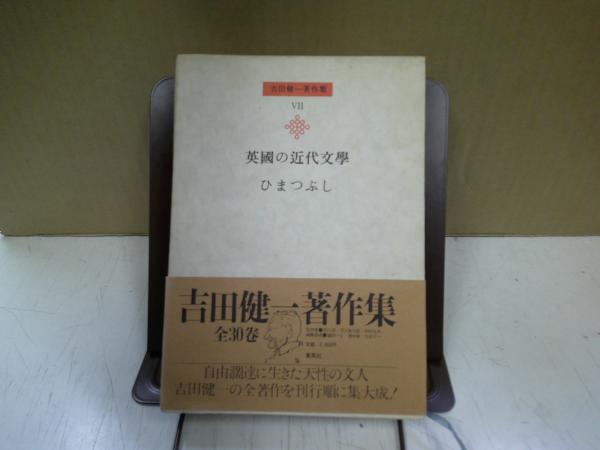 吉田健一著作集
VII
英國の近代文學
ひまつぶし
吉田健一著作集
全30巻
集英社
自由闊達に生きた天性の文人
吉田健一の全著作を刊行順に集大成!